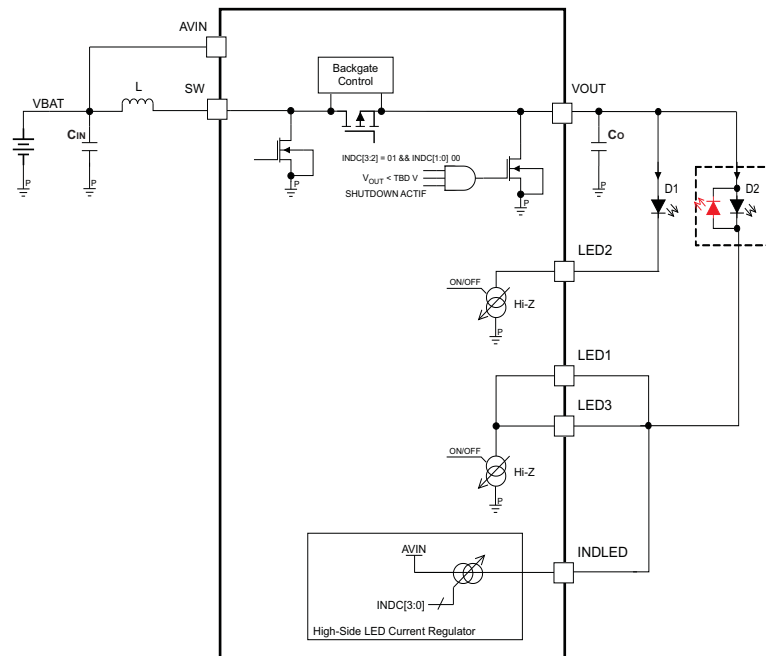 AVIN
L
SW
VBAT
CIN
P
P
Backgate
Control
VOUT
P
INDC[3:2] = 01 && INDC[1:0] 00
VOUT < TBD V
SHUTDOWN ACTIF
P
CO
P
D1
D2
LED2
ON/OFF
Hi-Z
P
LED1
LED3
ON/OFF
Hi-Z
P
AVIN
INDC[3:0]
High-Side LED Current Regulator
INDLED